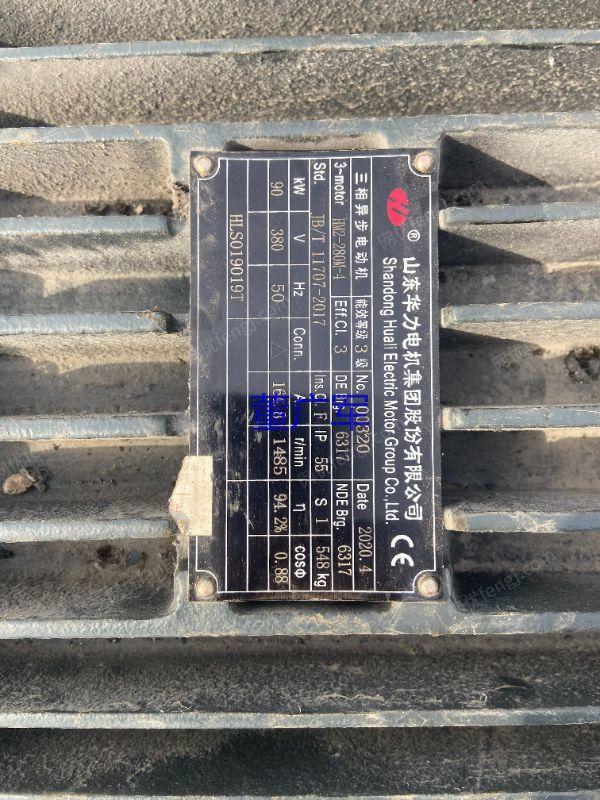 ® 山东华力电机集团股份有限公司 CE
Shandong Huali Electric Motor Group Co.,Ltd.
三相异步电动机 能效等级 3 级 No. 00320 Date 2020.4
3~motor HM2-280M-4 Eff.Cl. 3 DE Brg. 6317 NDE Brg. 6317
Std. JB/T 11707-2017 Ins.Cl F IP 55 S 1 548 kg
kW V Hz Conn. A r/min η cosΦ
90 380 50 △ 1485 94.2% 0.88
HLS019019T